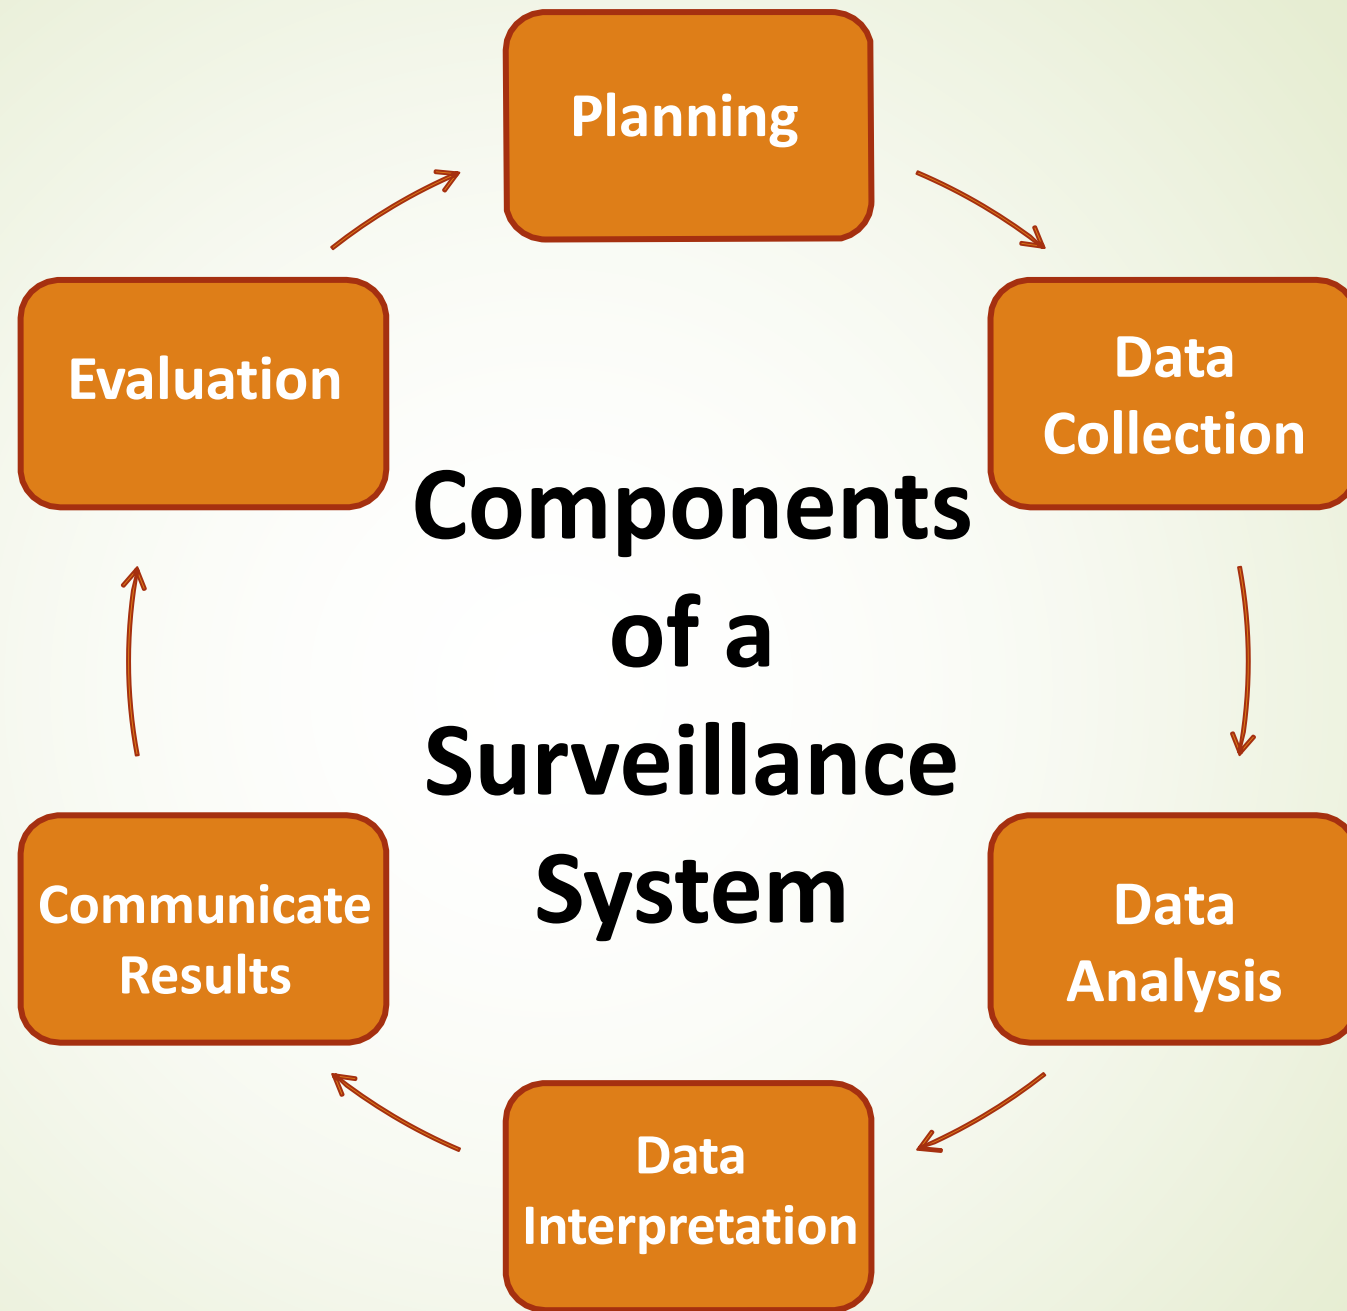 Planning
Data
Collection
Data
Analysis
Data
Interpretation
Communicate
Results
Evaluation
Components
of a
Surveillance
System